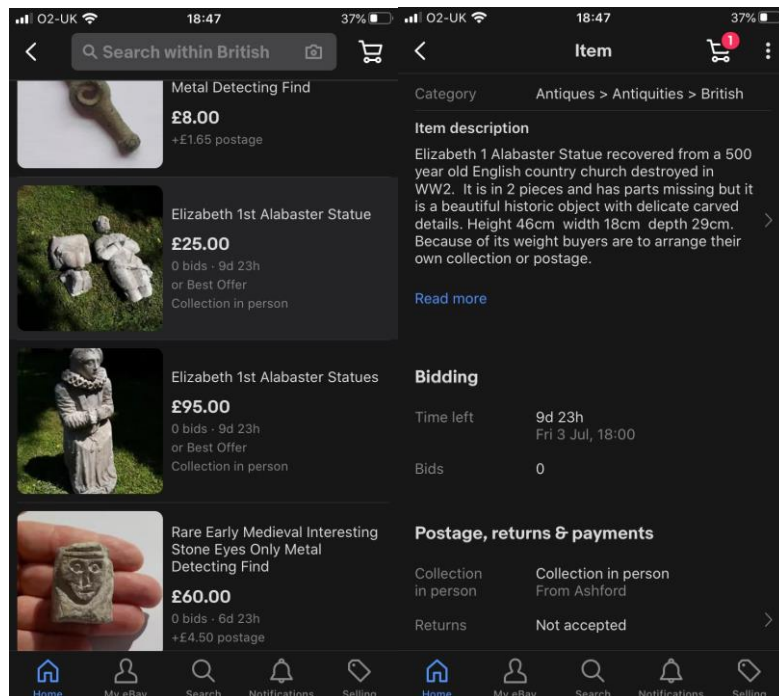 O2-UK
18:47
37%
Search within British
Metal Detecting Find
£8.00
+£1.65 postage
Elizabeth 1st Alabaster Statue
£25.00
0 bids · 9d 23h
or Best Offer
Collection in person
Elizabeth 1st Alabaster Statues
£95.00
0 bids · 9d 23h
or Best Offer
Collection in person
Rare Early Medieval Interesting
Stone Eyes Only Metal
Detecting Find
£60.00
0 bids · 6d 23h
+£4.50 postage
Home My eBay Search Notifications Selling
O2-UK
18:47
37%
Item
1
Category Antiques > Antiquities > British
Item description
Elizabeth 1 Alabaster Statue recovered from a 500
year old English country church destroyed in
WW2. It is in 2 pieces and has parts missing but it
is a beautiful historic object with delicate carved
details. Height 46cm width 18cm depth 29cm.
Because of its weight buyers are to arrange their
own collection or postage.
Read more
Bidding
Time left 9d 23h
Fri 3 Jul, 18:00
Bids 0
Postage, returns & payments
Collection Collection in person
in person From Ashford
Returns Not accepted
Home My eBay Search Notifications Selling